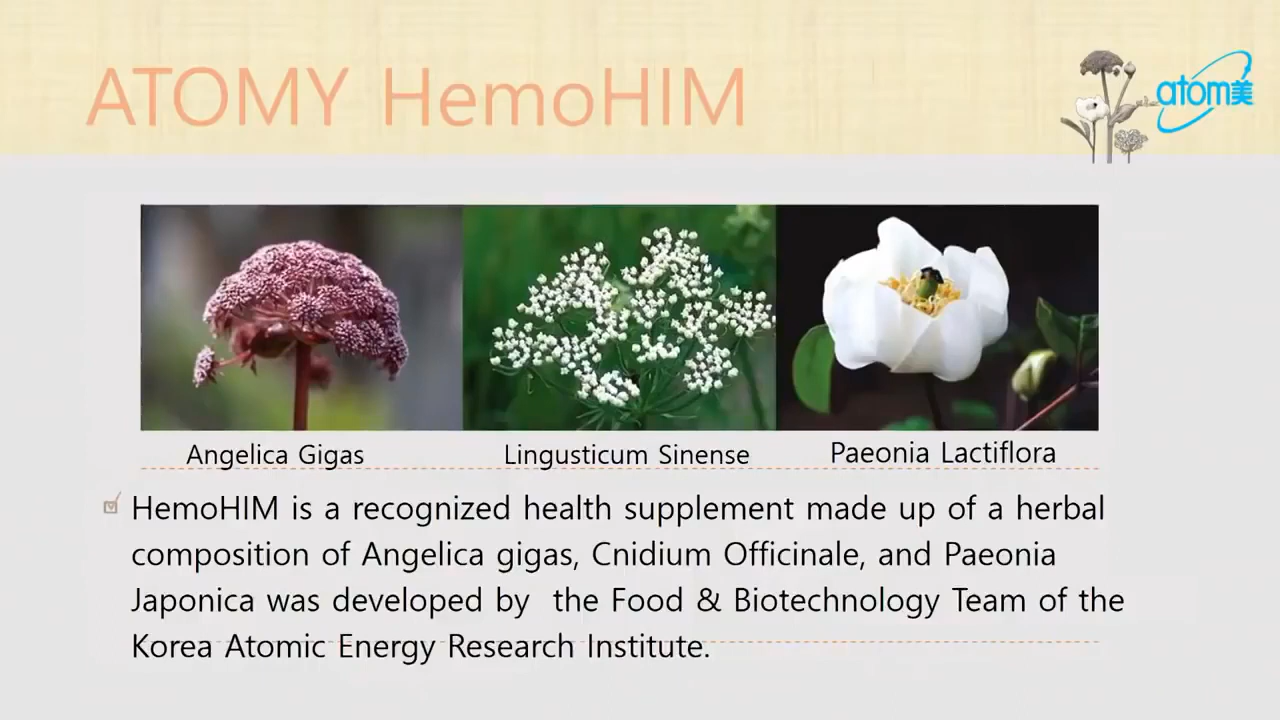 ATOMY HemoHIM
atom美
Angelica Gigas
Lingusticum Sinense
Paeonia Lactiflora
HemoHIM is a recognized health supplement made up of a herbal
composition of Angelica gigas, Cnidium Officinale, and Paeonia
Japonica was developed by the Food & Biotechnology Team of the
Korea Atomic Energy Research Institute.